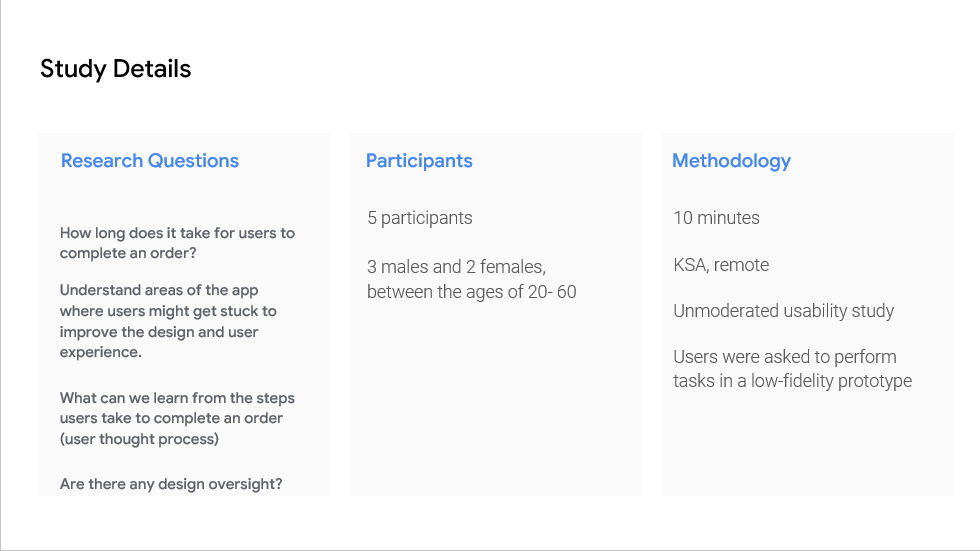 Study Details
Research Questions
How long does it take for users to
complete an order?
Understand areas of the app
where users might get stuck to
improve the design and user
experience.
What can we learn from the steps
users take to complete an order
(user thought process)
Are there any design oversight?
Participants
5 participants
3 males and 2 females,
between the ages of 20- 60
Methodology
10 minutes
KSA, remote
Unmoderated usability study
Users were asked to perform
tasks in a low-fidelity prototype